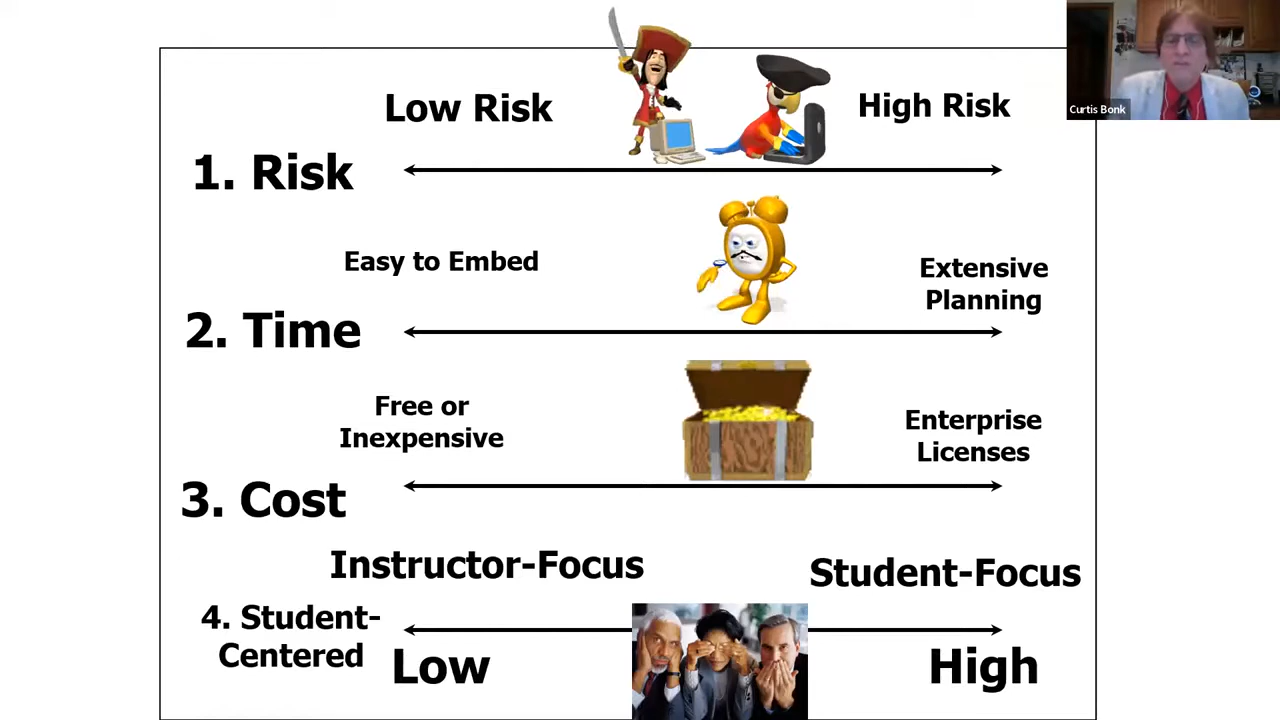 Low Risk
High Risk
Curtis Bonk
1. Risk
Easy to Embed
Extensive
Planning
2. Time
Free or
Inexpensive
Enterprise
Licenses
3. Cost
Instructor-Focus
Student-Focus
4. Student-
Centered
Low
High